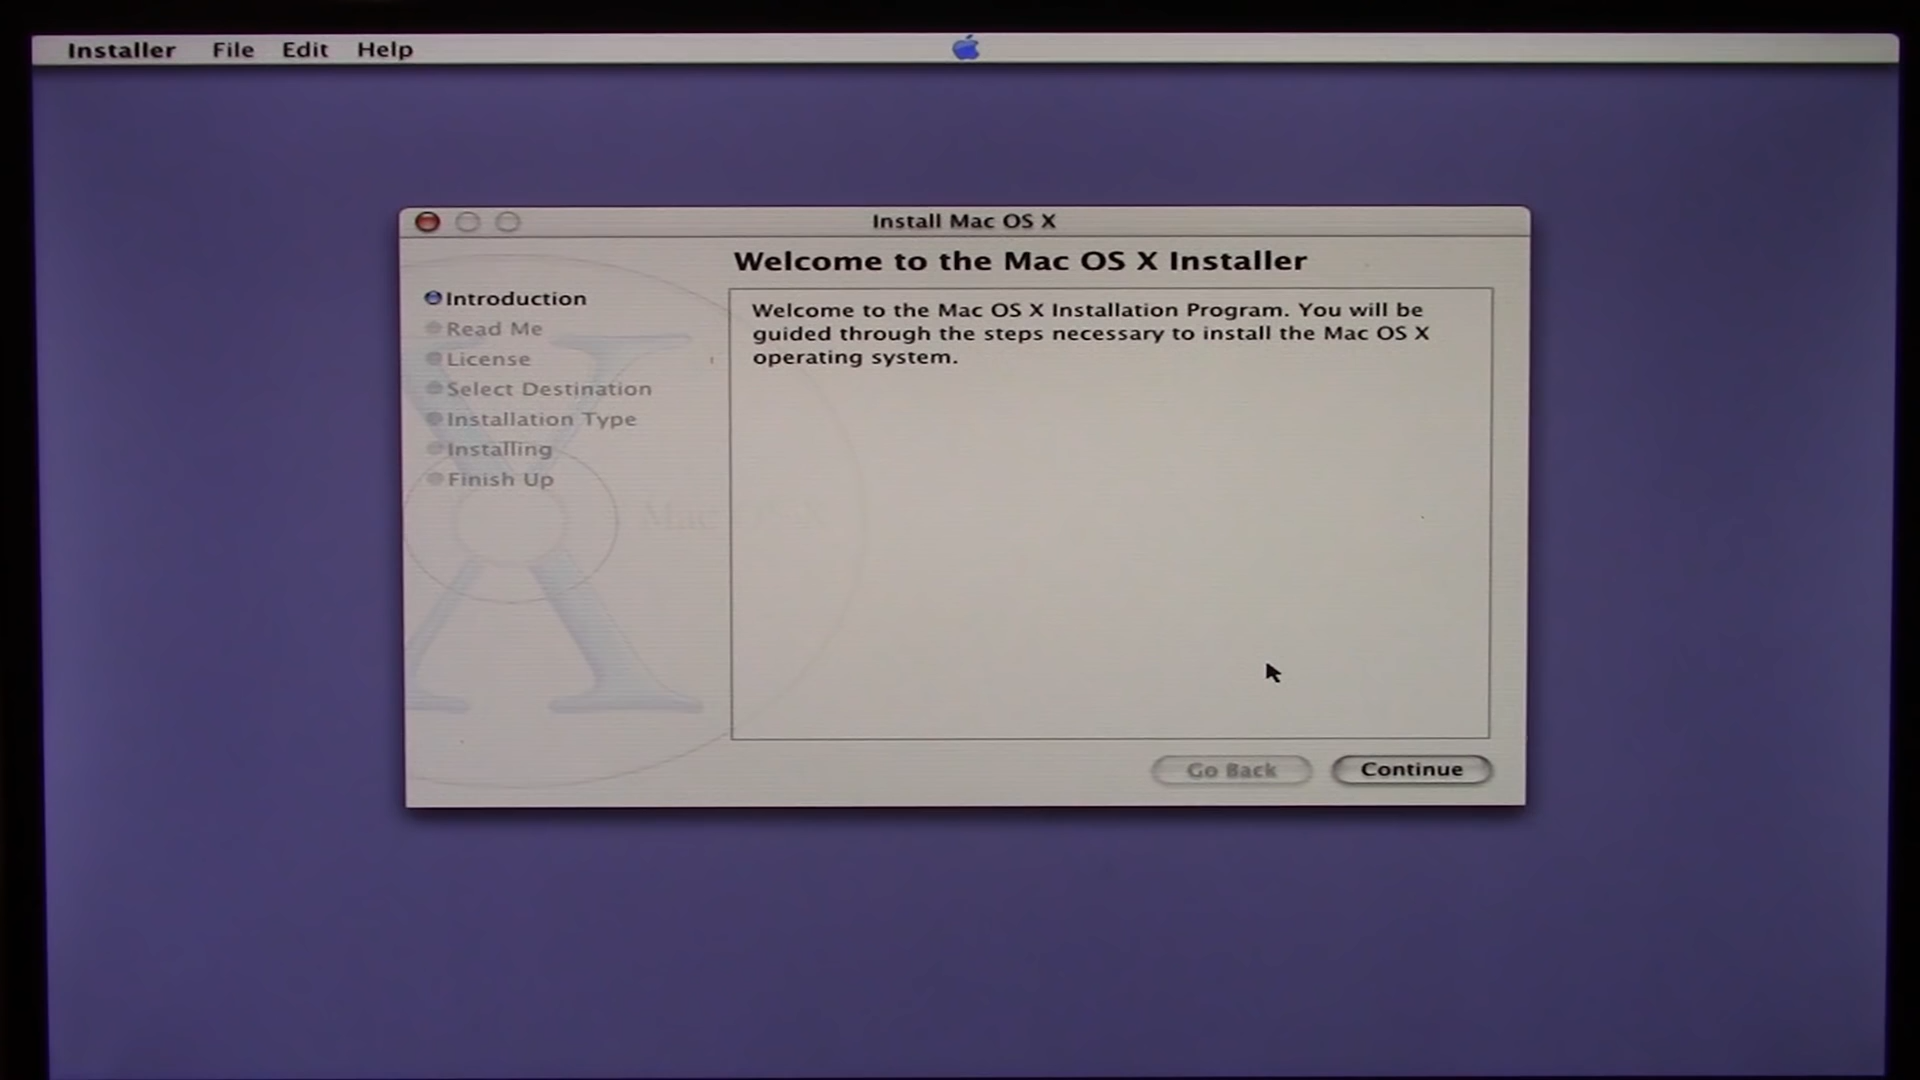 Installer File Edit Help
Install Mac OS X
Welcome to the Mac OS X Installer
Introduction
Read Me
License
Select Destination
Installation Type
Installing
Finish Up
Welcome to the Mac OS X Installation Program. You will be
guided through the steps necessary to install the Mac OS X
operating system.
Mac OS X
Go Back Continue